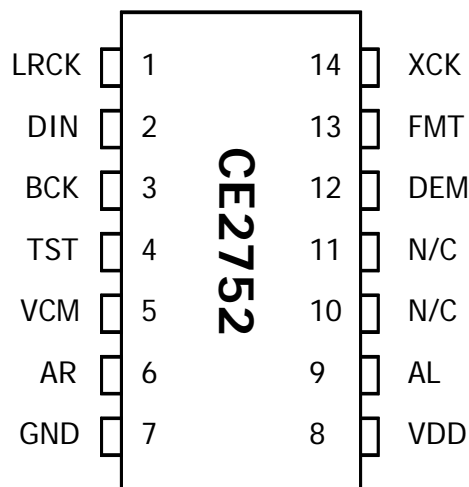 LRCK 1 14 XCK
DIN 2 13 FMT
BCK 3 12 DEM
TST 4 11 N/C
VCM 5 10 N/C
AR 6 9 AL
GND 7 8 VDD
CE2752